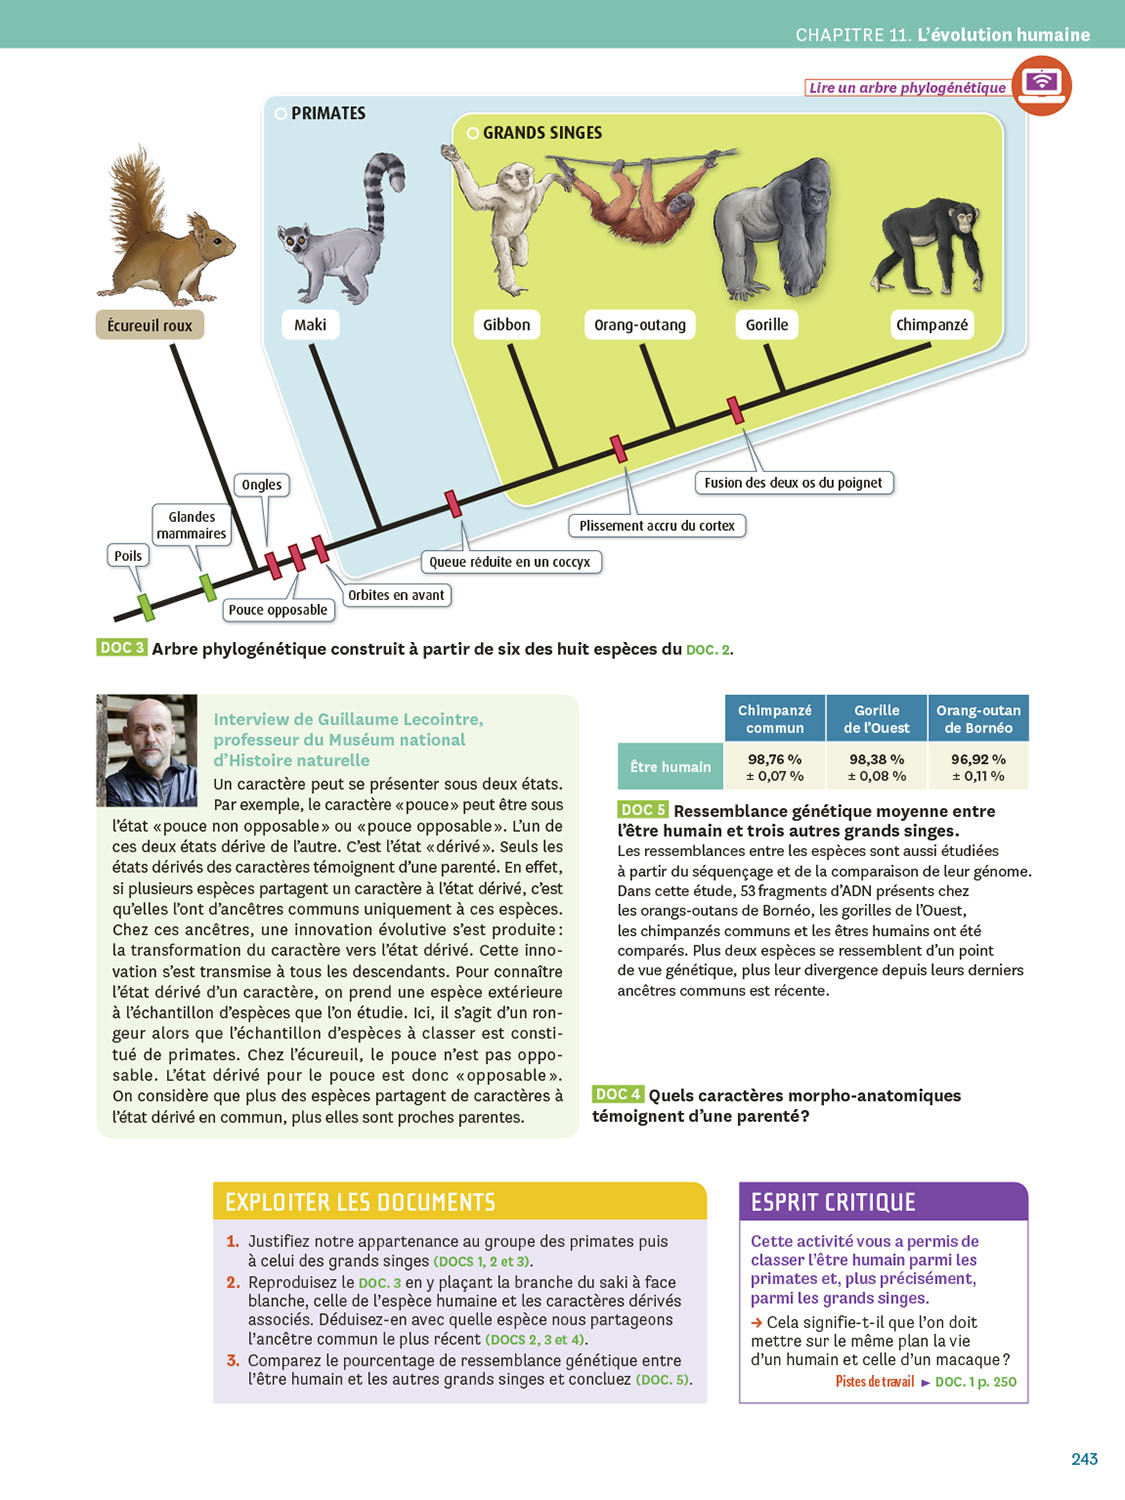 CHAPITRE 11. L’évolution humaine
Lire un arbre phylogénétique
PRIMATES
GRANDS SINGES
Écureuil roux
Maki
Gibbon
Orang-outang
Gorille
Chimpanzé
Ongles
Fusion des deux os du poignet
Glandes
mammaires
Plissement accru du cortex
Poils
Queue réduite en un coccyx
Orbites en avant
Pouce opposable
DOC 3 Arbre phylogénétique construit à partir de six des huit espèces du DOC. 2.
Interview de Guillaume Lecointre,
professeur du Muséum national
d’Histoire naturelle
Un caractère peut se présenter sous deux états.
Par exemple, le caractère «pouce» peut être sous
l’état «pouce non opposable» ou «pouce opposable». L’un de
ces deux états dérive de l’autre. C’est l’état «dérivé». Seuls les
états dérivés des caractères témoignent d’une parenté. En effet,
si plusieurs espèces partagent un caractère à l’état dérivé, c’est
qu’elles l’ont d’ancêtres communs uniquement à ces espèces.
Chez ces ancêtres, une innovation évolutive s’est produite :
la transformation du caractère vers l’état dérivé. Cette inno-
vation s’est transmise à tous les descendants. Pour connaître
l’état dérivé d’un caractère, on prend une espèce extérieure
à l’échantillon d’espèces que l’on étudie. Ici, il s’agit d’un ron-
geur alors que l’échantillon d’espèces à classer est consti-
tué de primates. Chez l’écureuil, le pouce n’est pas oppo-
sable. L’état dérivé pour le pouce est donc «opposable».
On considère que plus des espèces partagent de caractères à
l’état dérivé en commun, plus elles sont proches parentes.
Chimpanzé
commun
Gorille
de l’Ouest
Orang-outan
de Bornéo
Être humain
98,76 %
± 0,07 %
98,38 %
± 0,08 %
96,92 %
± 0,11 %
DOC 5 Ressemblance génétique moyenne entre
l’être humain et trois autres grands singes.
Les ressemblances entre les espèces sont aussi étudiées
à partir du séquençage et de la comparaison de leur génome.
Dans cette étude, 53 fragments d’ADN présents chez
les orangs-outans de Bornéo, les gorilles de l’Ouest,
les chimpanzés communs et les êtres humains ont été
comparés. Plus deux espèces se ressemblent d’un point
de vue génétique, plus leur divergence depuis leurs derniers
ancêtres communs est récente.
DOC 4 Quels caractères morpho-anatomiques
témoignent d’une parenté ?
EXPLOITER LES DOCUMENTS
1. Justifiez notre appartenance au groupe des primates puis
à celui des grands singes (DOCS 1, 2 et 3).
2. Reproduisez le DOC. 3 en y plaçant la branche du saki à face
blanche, celle de l’espèce humaine et les caractères dérivés
associés. Déduisez-en avec quelle espèce nous partageons
l’ancêtre commun le plus récent (DOCS 2, 3 et 4).
3. Comparez le pourcentage de ressemblance génétique entre
l’être humain et les autres grands singes et concluez (DOC. 5).
ESPRIT CRITIQUE
Cette activité vous a permis de
classer l’être humain parmi les
primates et, plus précisément,
parmi les grands singes.
→ Cela signifie-t-il que l’on doit
mettre sur le même plan la vie
d’un humain et celle d’un macaque ?
Pistes de travail ► DOC. 1 p. 250
243